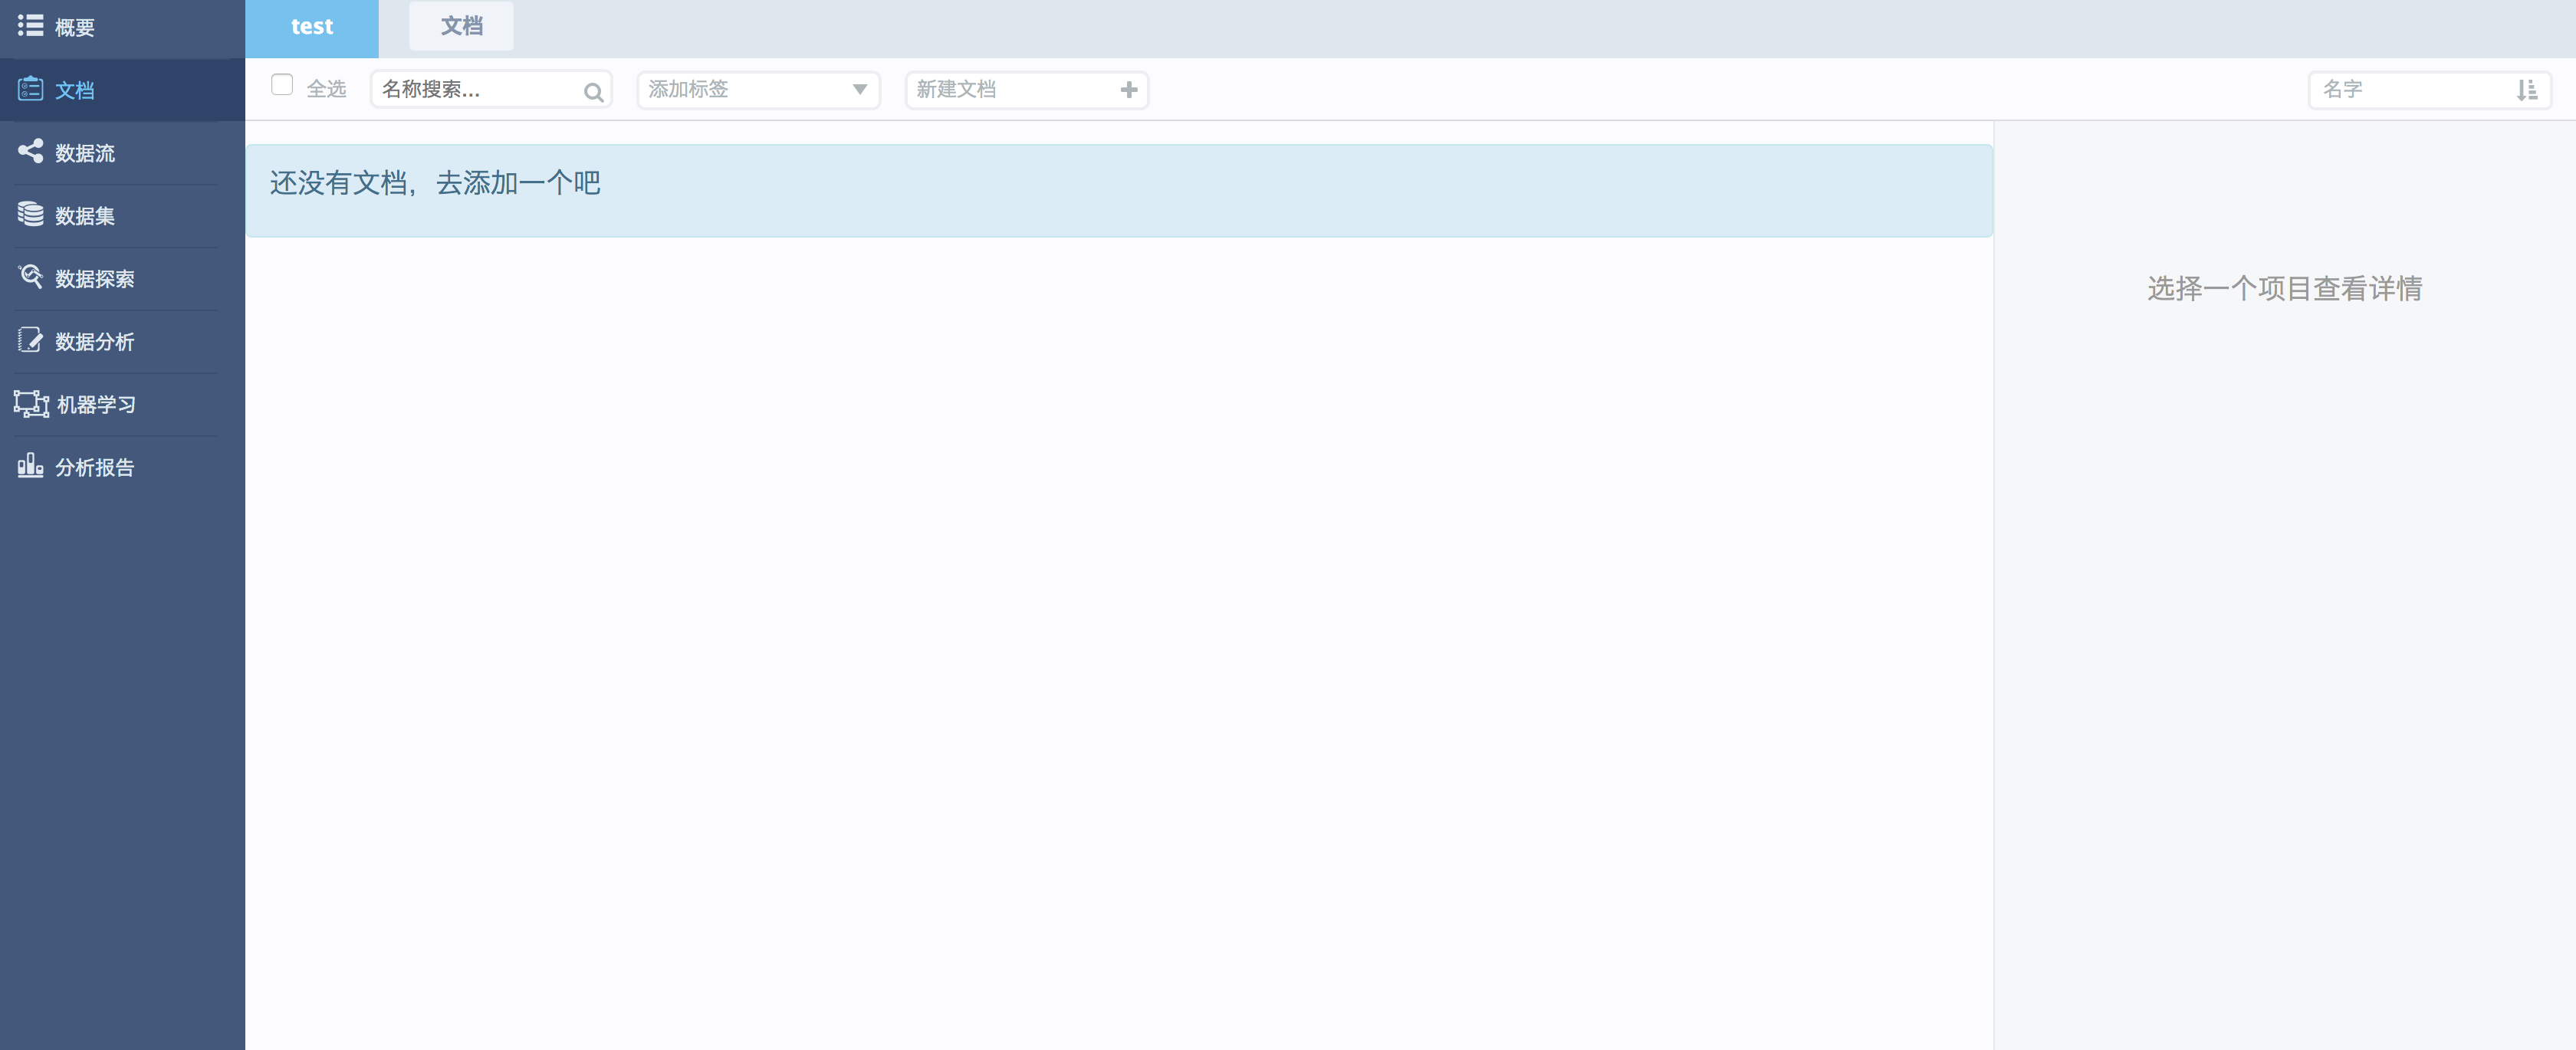 概要
文档
数据流
数据集
数据探索
数据分析
机器学习
分析报告
test 文档
全选 名称搜索... 添加标签 新建文档 名字
还没有文档，去添加一个吧
选择一个项目查看详情